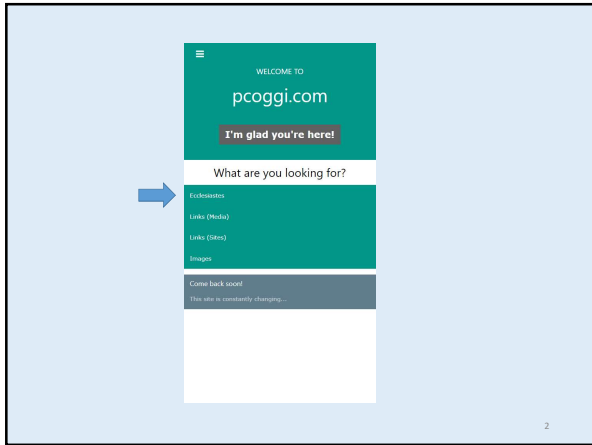 WELCOME TO
pcoggi.com
I'm glad you're here!
What are you looking for?
Ecclesiastes
Links (Media)
Links (Sites)
Images
Come back soon!
This site is constantly changing...
2